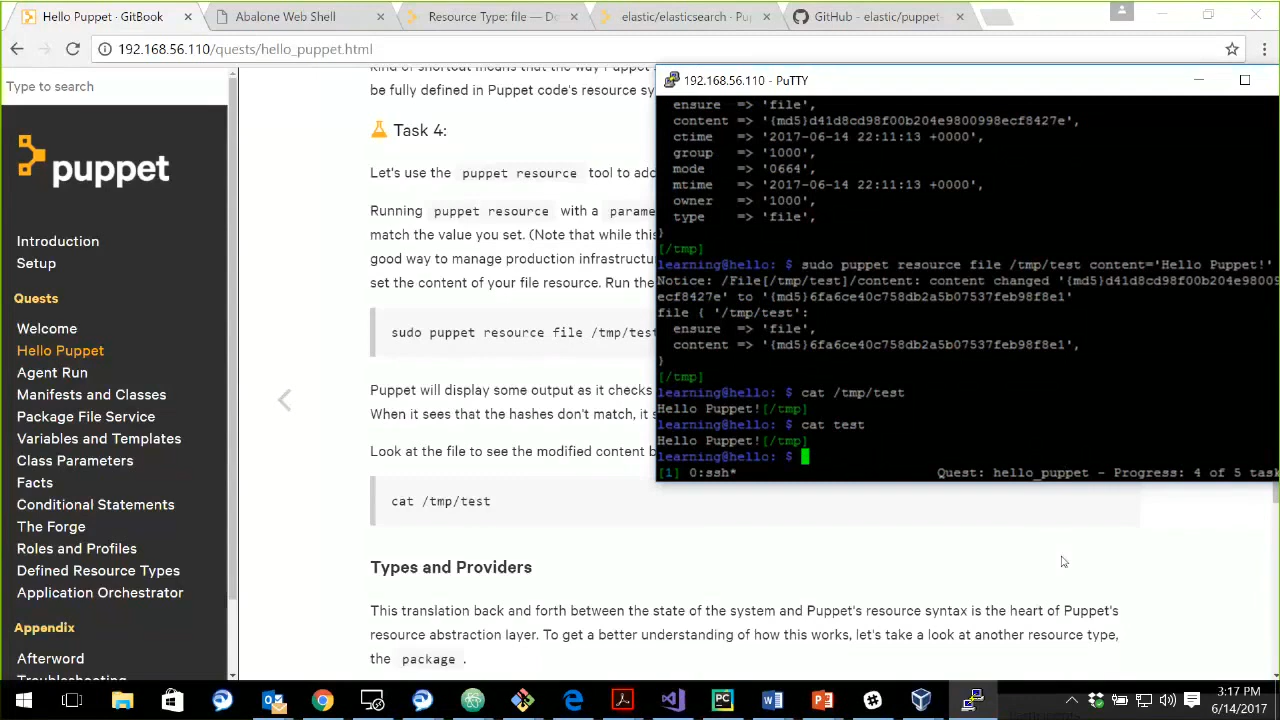 Hello Puppet · GitBook
Abalone Web Shell
Resource Type: file — Do
elastic/elasticsearch · Pu
GitHub - elastic/puppet-
192.168.56.110/quests/hello_puppet.html
Type to search
puppet
Introduction
Setup
Quests
Welcome
Hello Puppet
Agent Run
Manifests and Classes
Package File Service
Variables and Templates
Class Parameters
Facts
Conditional Statements
The Forge
Roles and Profiles
Defined Resource Types
Application Orchestrator
Appendix
Afterword
Troubleshooting
kind of shortcut means that the way Puppet s
be fully defined in Puppet code's resource sy
Task 4:
Let's use the puppet resource tool to add
Running puppet resource with a parame
match the value you set. (Note that while this
good way to manage production infrastructu
set the content of your file resource. Run the
sudo puppet resource file /tmp/test
Puppet will display some output as it checks
When it sees that the hashes don't match, it s
Look at the file to see the modified content b
cat /tmp/test
Types and Providers
This translation back and forth between the state of the system and Puppet's resource syntax is the heart of Puppet's
resource abstraction layer. To get a better understanding of how this works, let's take a look at another resource type,
the package .
192.168.56.110 - PuTTY
ensure => 'file',
content => '{md5}d41d8cd98f00b204e9800998ecf8427e',
ctime => '2017-06-14 22:11:13 +0000',
group => '1000',
mode => '0664',
mtime => '2017-06-14 22:11:13 +0000',
owner => '1000',
type => 'file',
}
[/tmp]
learning@hello: $ sudo puppet resource file /tmp/test content='Hello Puppet!'
Notice: /File[/tmp/test]/content: content changed '{md5}d41d8cd98f00b204e98009
ecf8427e' to '{md5}6fa6ce40c758db2a5b07537feb98f8e1'
file { '/tmp/test':
ensure => 'file',
content => '{md5}6fa6ce40c758db2a5b07537feb98f8e1',
}
[/tmp]
learning@hello: $ cat /tmp/test
Hello Puppet![/tmp]
learning@hello: $ cat test
Hello Puppet![/tmp]
learning@hello: $
[1] 0:ssh* Quest: hello_puppet - Progress: 4 of 5 task
3:17 PM
6/14/2017